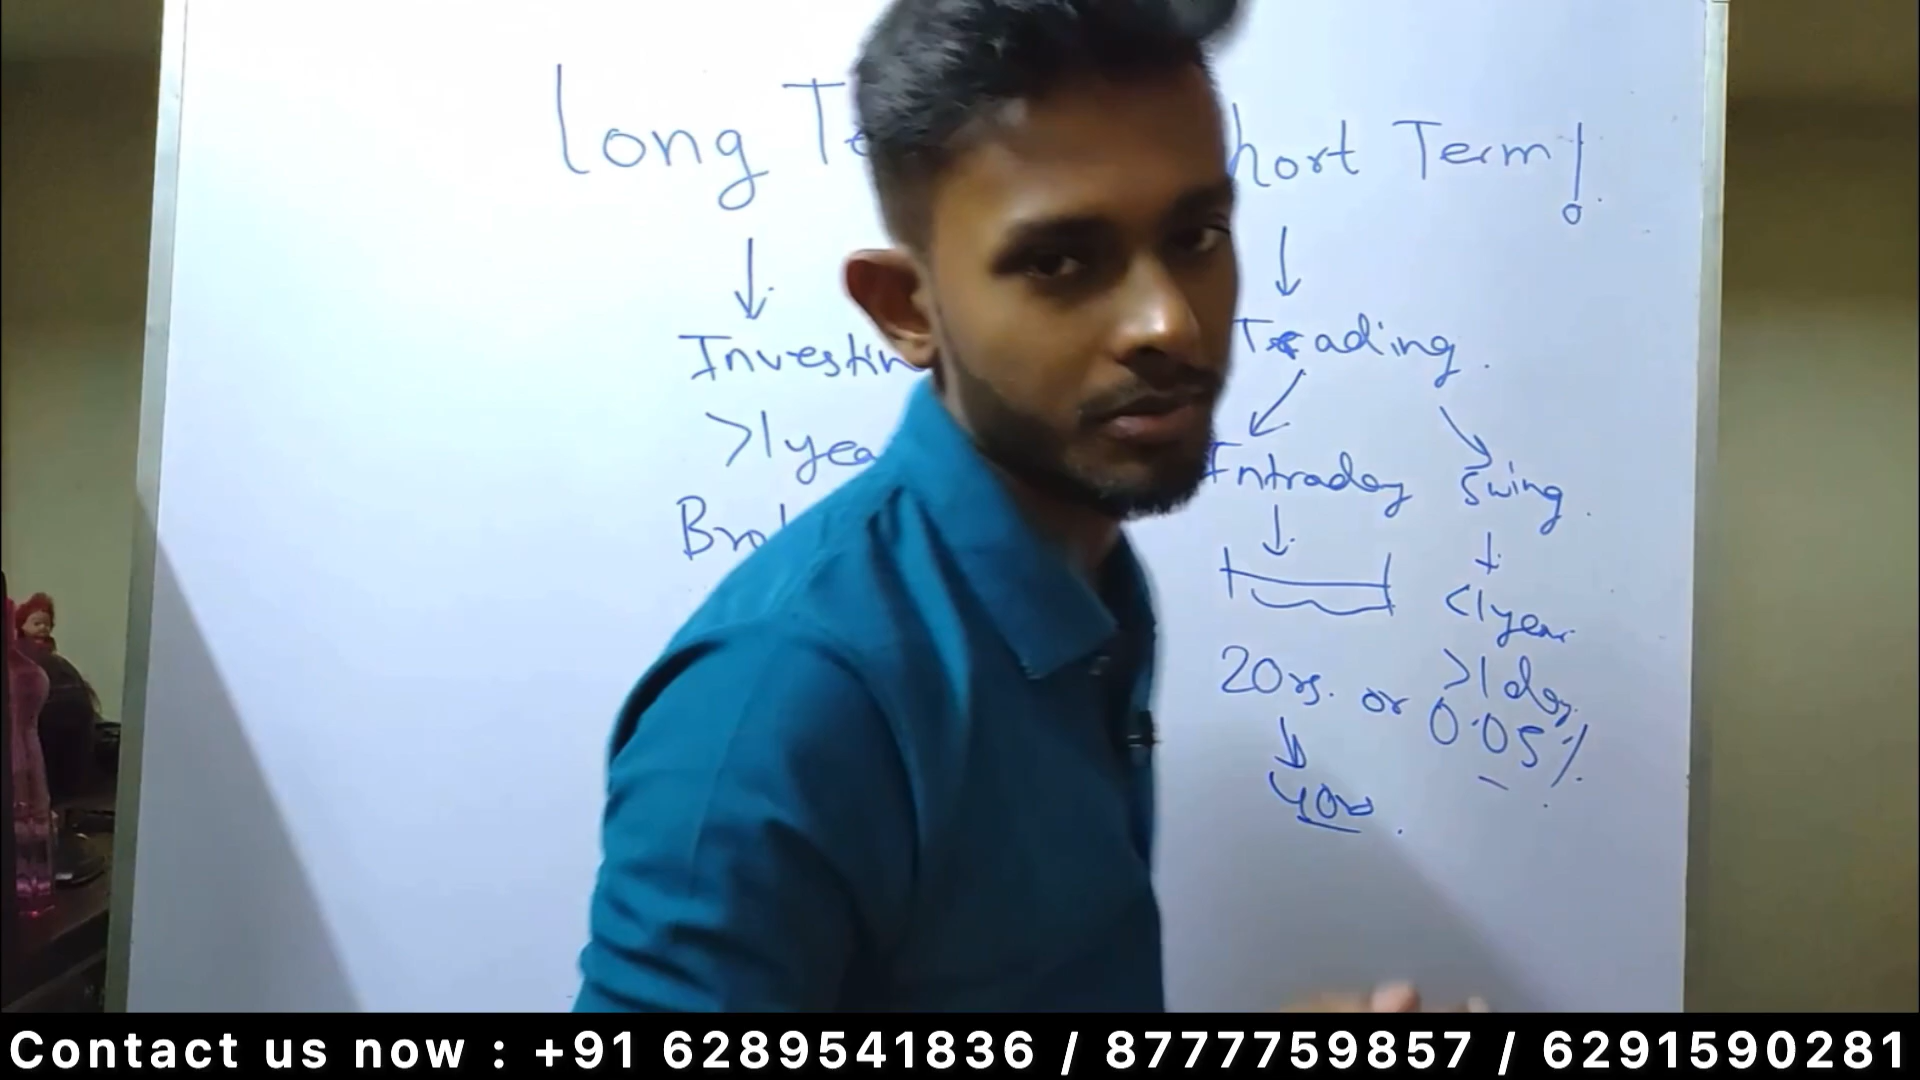 Long Te hort Term!
Investin Trading.
>1 yea Intraday Swing.
Bro <1 year
>1 day
20rs. or 0.05%
40rs.
Contact us now : +91 6289541836 / 8777759857 / 6291590281